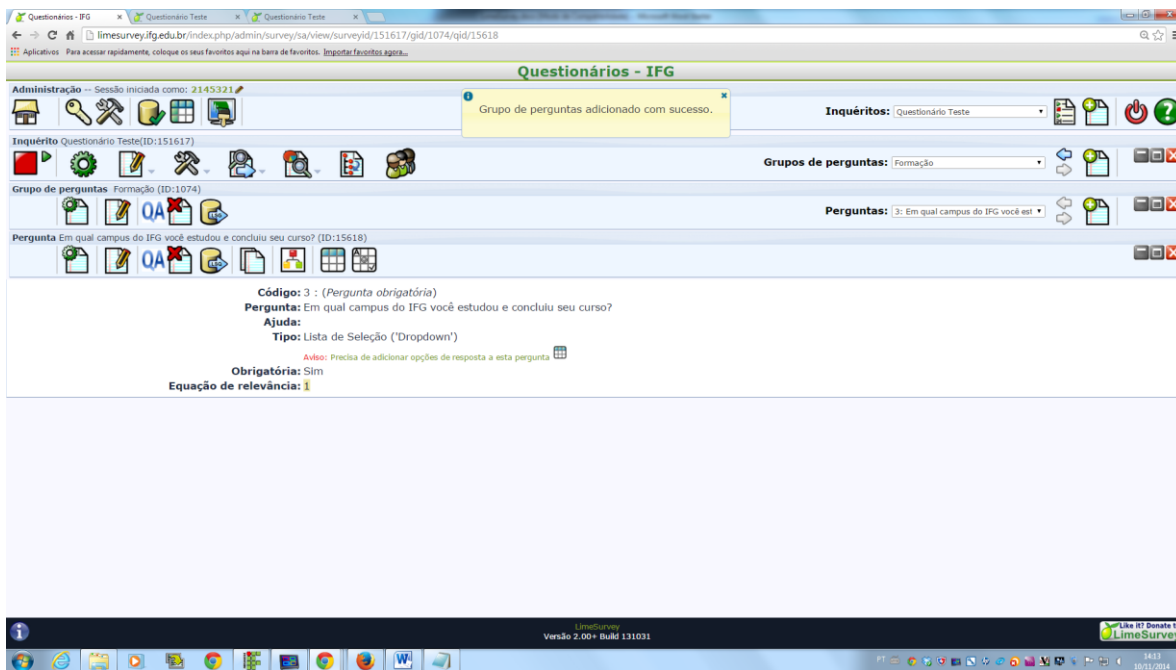 Questionários - IFG
Questionário Teste
Questionário Teste
limesurvey.ifg.edu.br/index.php/admin/survey/sa/view/surveyid/151617/gid/1074/qid/15618
Aplicativos Para acessar rapidamente, coloque os seus favoritos aqui na barra de favoritos. Importar favoritos agora...
Questionários - IFG
Administração -- Sessão iniciada como: 2145321
Grupo de perguntas adicionado com sucesso.
Inquéritos: Questionário Teste
Inquérito Questionário Teste(ID:151617)
Grupos de perguntas: Formação
Grupo de perguntas Formação (ID:1074)
QA
Perguntas: 3: Em qual campus do IFG você est
Pergunta Em qual campus do IFG você estudou e concluiu seu curso? (ID:15618)
QA
Código: 3 : (Pergunta obrigatória)
Pergunta: Em qual campus do IFG você estudou e concluiu seu curso?
Ajuda:
Tipo: Lista de Seleção ('Dropdown')
Aviso: Precisa de adicionar opções de resposta a esta pergunta
Obrigatória: Sim
Equação de relevância: 1
LimeSurvey
Versão 2.00+ Build 131031
Like it? Donate t
LimeSurvey
PT
14:13
10/11/2014